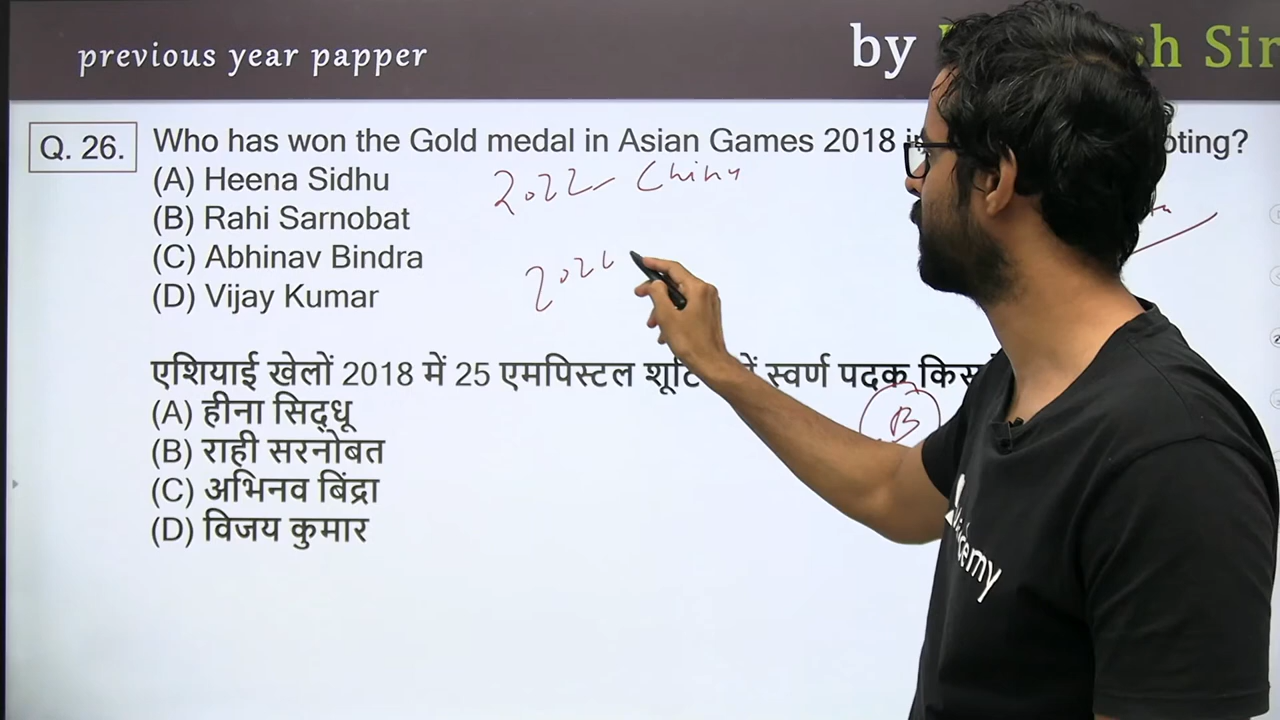 previous year papper
by sh Sir
Q. 26. Who has won the Gold medal in Asian Games 2018 oting?
(A) Heena Sidhu
(B) Rahi Sarnobat
(C) Abhinav Bindra
(D) Vijay Kumar
2022 - China
202
एशियाई खेलों 2018 में 25 एमपिस्टल शूटि में स्वर्ण पदक किस
(A) हीना सिद्धू
(B) राही सरनोबत
(C) अभिनव बिंद्रा
(D) विजय कुमार
B